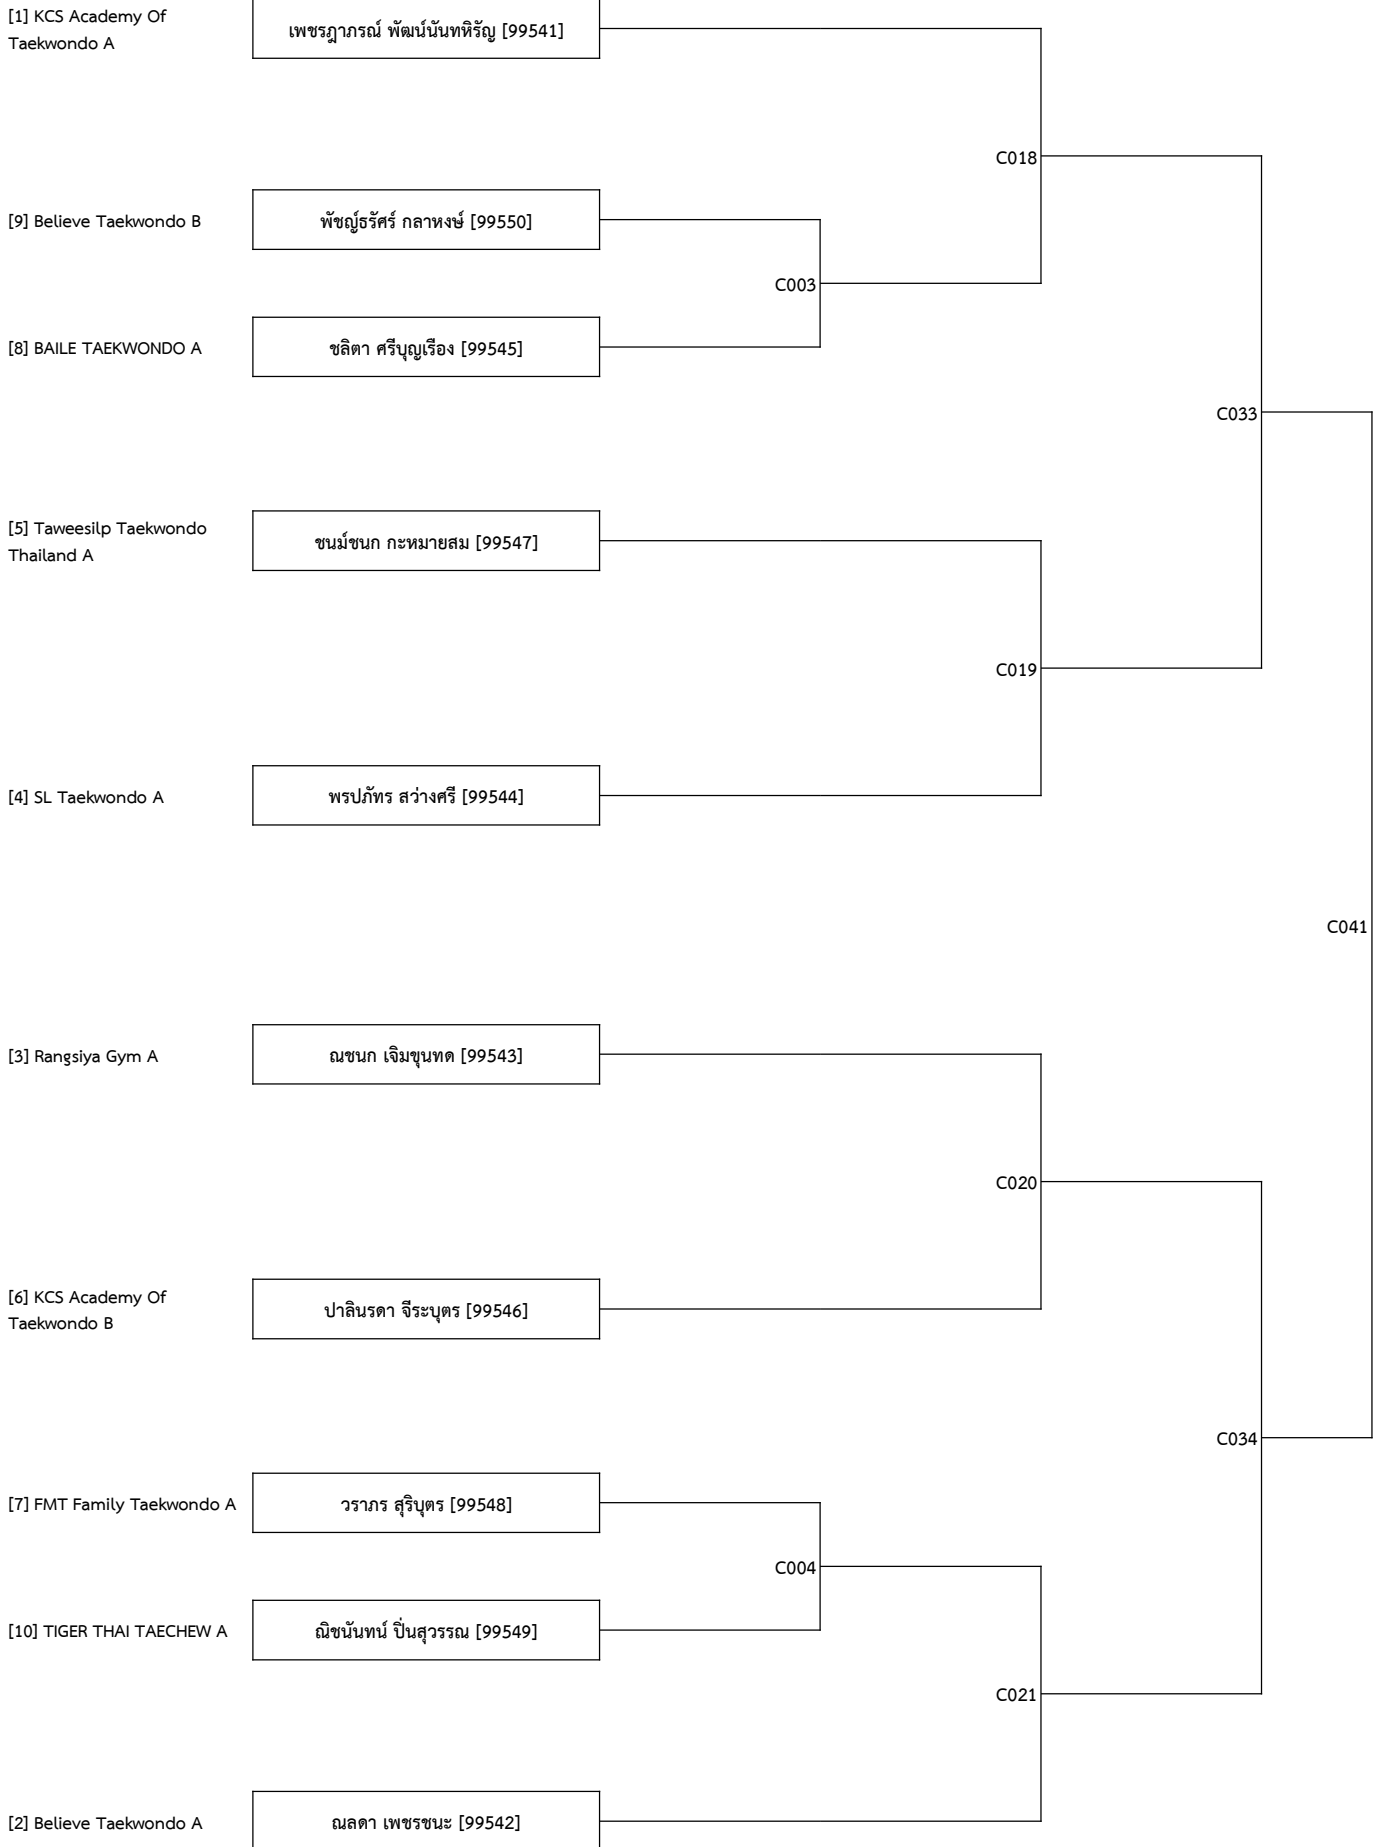 [1] KCS Academy Of
Taekwondo A
เพชรฎาภรณ์ พัฒน์นันทหิรัญ [99541]
C018
[9] Believe Taekwondo B
พัชญ์ธรัศร์ กลาหงษ์ [99550]
C003
[8] BAILE TAEKWONDO A
ชลิตา ศรีบุญเรือง [99545]
C033
[5] Taweesilp Taekwondo
Thailand A
ชนม์ชนก กะหมายสม [99547]
C019
[4] SL Taekwondo A
พรปภัทร สว่างศรี [99544]
C041
[3] Rangsiya Gym A
ณชนก เจิมขุนทด [99543]
C020
[6] KCS Academy Of
Taekwondo B
ปาลินรดา จีระบุตร [99546]
C034
[7] FMT Family Taekwondo A
วราภร สุริบุตร [99548]
C004
[10] TIGER THAI TAECHEW A
ณิชนันทน์ ปิ่นสุวรรณ [99549]
C021
[2] Believe Taekwondo A
ณลดา เพชรชนะ [99542]